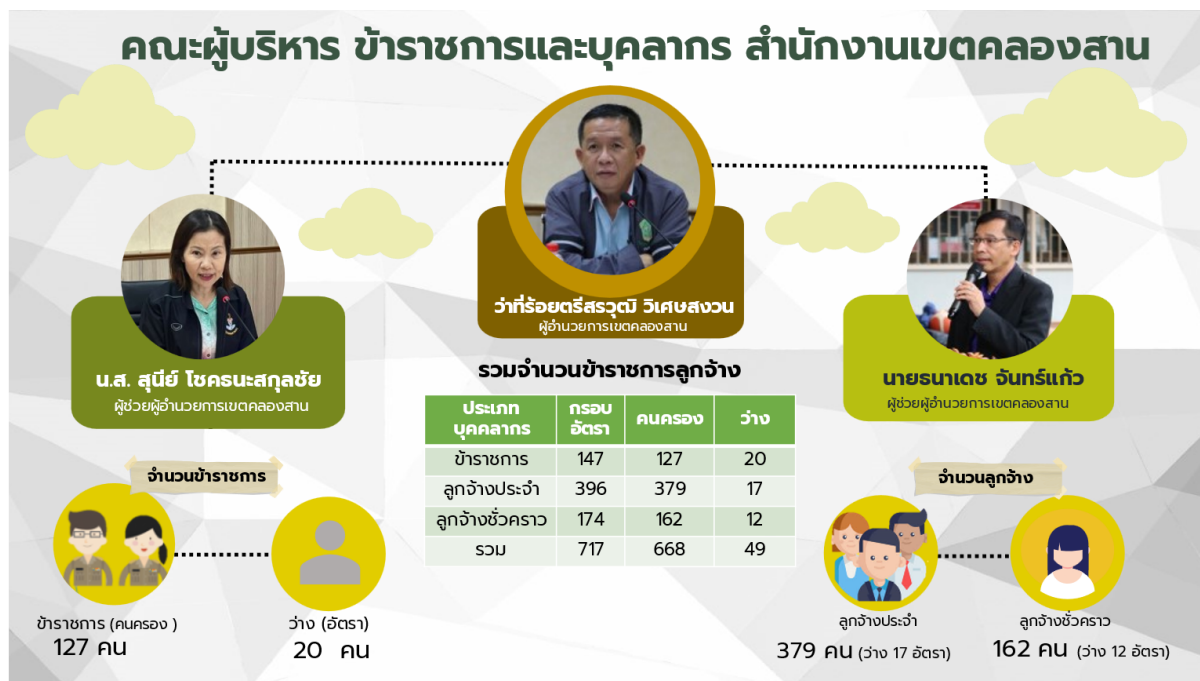 คณะผู้บริหาร ข้าราชการและบุคลากร สำนักงานเขตคลองสาน
ว่าที่ร้อยตรีสรวุฒิ วิเศษสงวน
ผู้อำนวยการเขตคลองสาน
น.ส. สุนีย์ โชคธนะสกุลชัย
ผู้ช่วยผู้อำนวยการเขตคลองสาน
นายธนาเดช จันทร์แก้ว
ผู้ช่วยผู้อำนวยการเขตคลองสาน
รวมจำนวนข้าราชการลูกจ้าง
ประเภท กรอบ คนครอง ว่าง
บุคคลากร อัตรา
ข้าราชการ 147 127 20
ลูกจ้างประจำ 396 379 17
ลูกจ้างชั่วคราว 174 162 12
รวม 717 668 49
จำนวนข้าราชการ
ข้าราชการ (คนครอง )
127 คน
ว่าง (อัตรา)
20 คน
จำนวนลูกจ้าง
ลูกจ้างประจำ
379 คน (ว่าง 17 อัตรา)
ลูกจ้างชั่วคราว
162 คน (ว่าง 12 อัตรา)